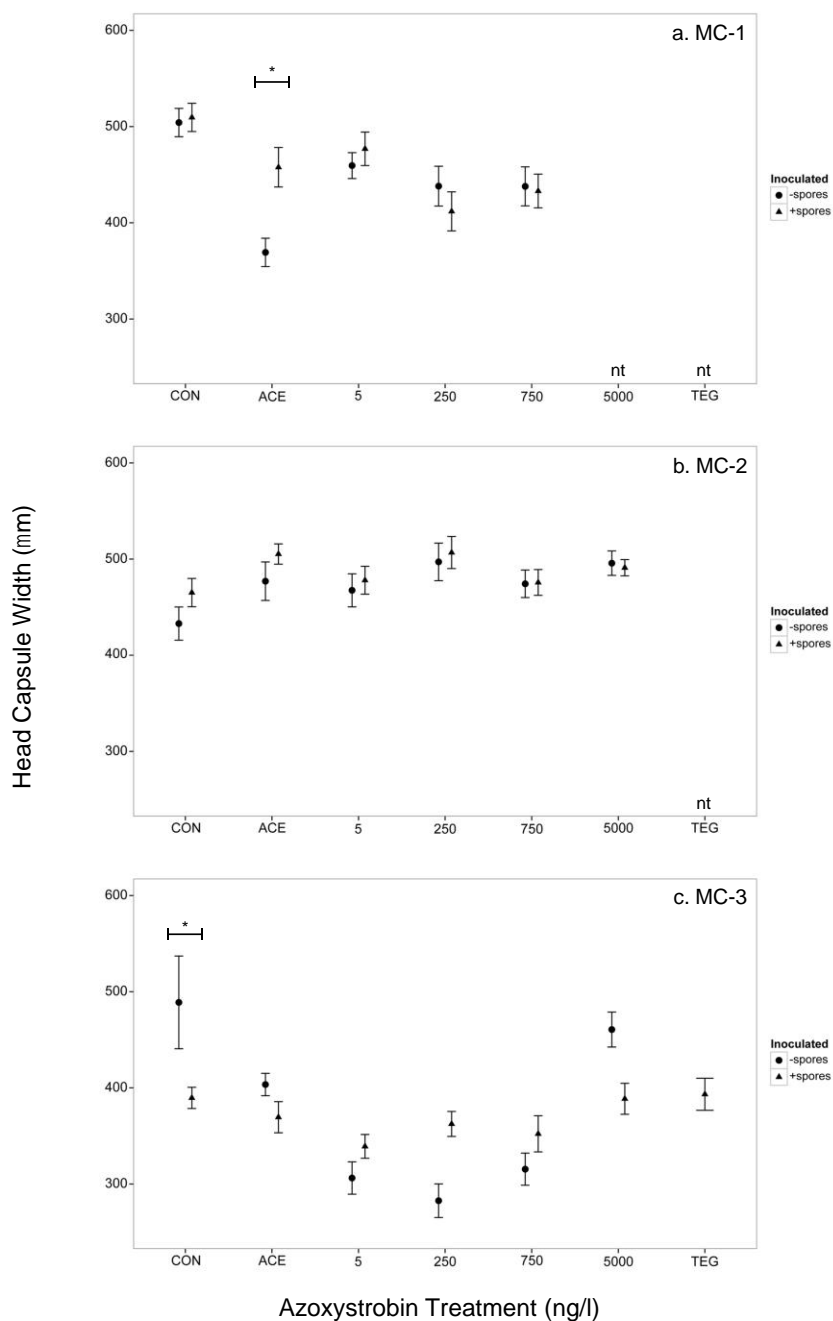 Head Capsule Width (mm)
a. MC-1
600
500
400
300
*
nt nt
CON ACE 5 250 750 5000 TEG
Inoculated
-spores
+spores
b. MC-2
600
500
400
300
nt
CON ACE 5 250 750 5000 TEG
Inoculated
-spores
+spores
c. MC-3
600
500
400
300
*
CON ACE 5 250 750 5000 TEG
Inoculated
-spores
+spores
Azoxystrobin Treatment (ng/l)